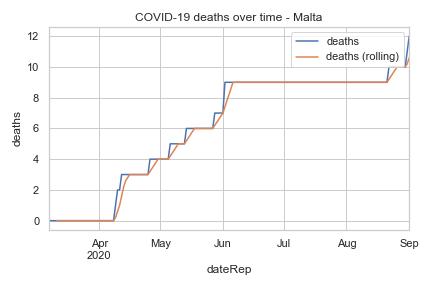 COVID-19 deaths over time - Malta
deaths
deaths (rolling)
12
10
8
6
4
2
0
deaths
Apr
2020
May
Jun
Jul
Aug
Sep
dateRep